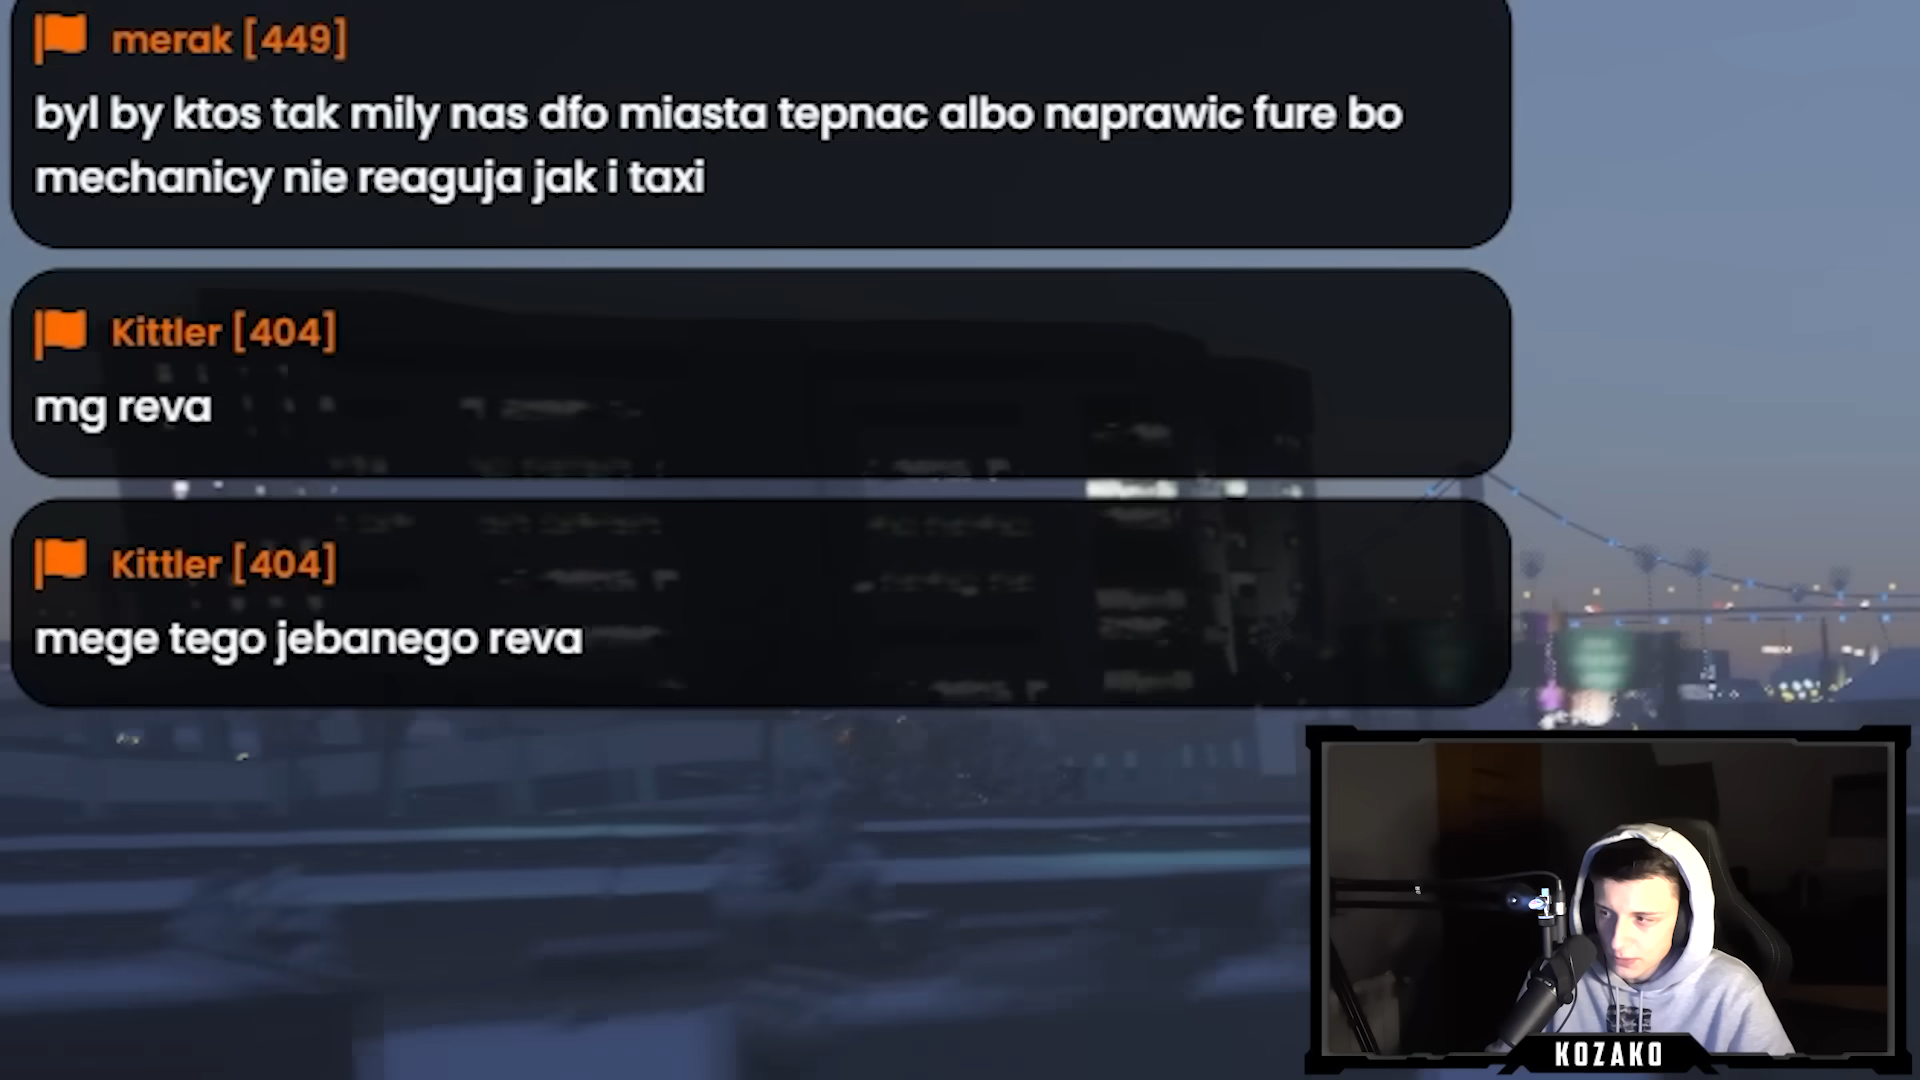 merak [449]
byl by ktos tak mily nas dfo miasta tepnac albo naprawic fure bo
mechanicy nie reaguja jak i taxi
Kittler [404]
mg reva
Kittler [404]
mege tego jebanego reva
KOZAKO